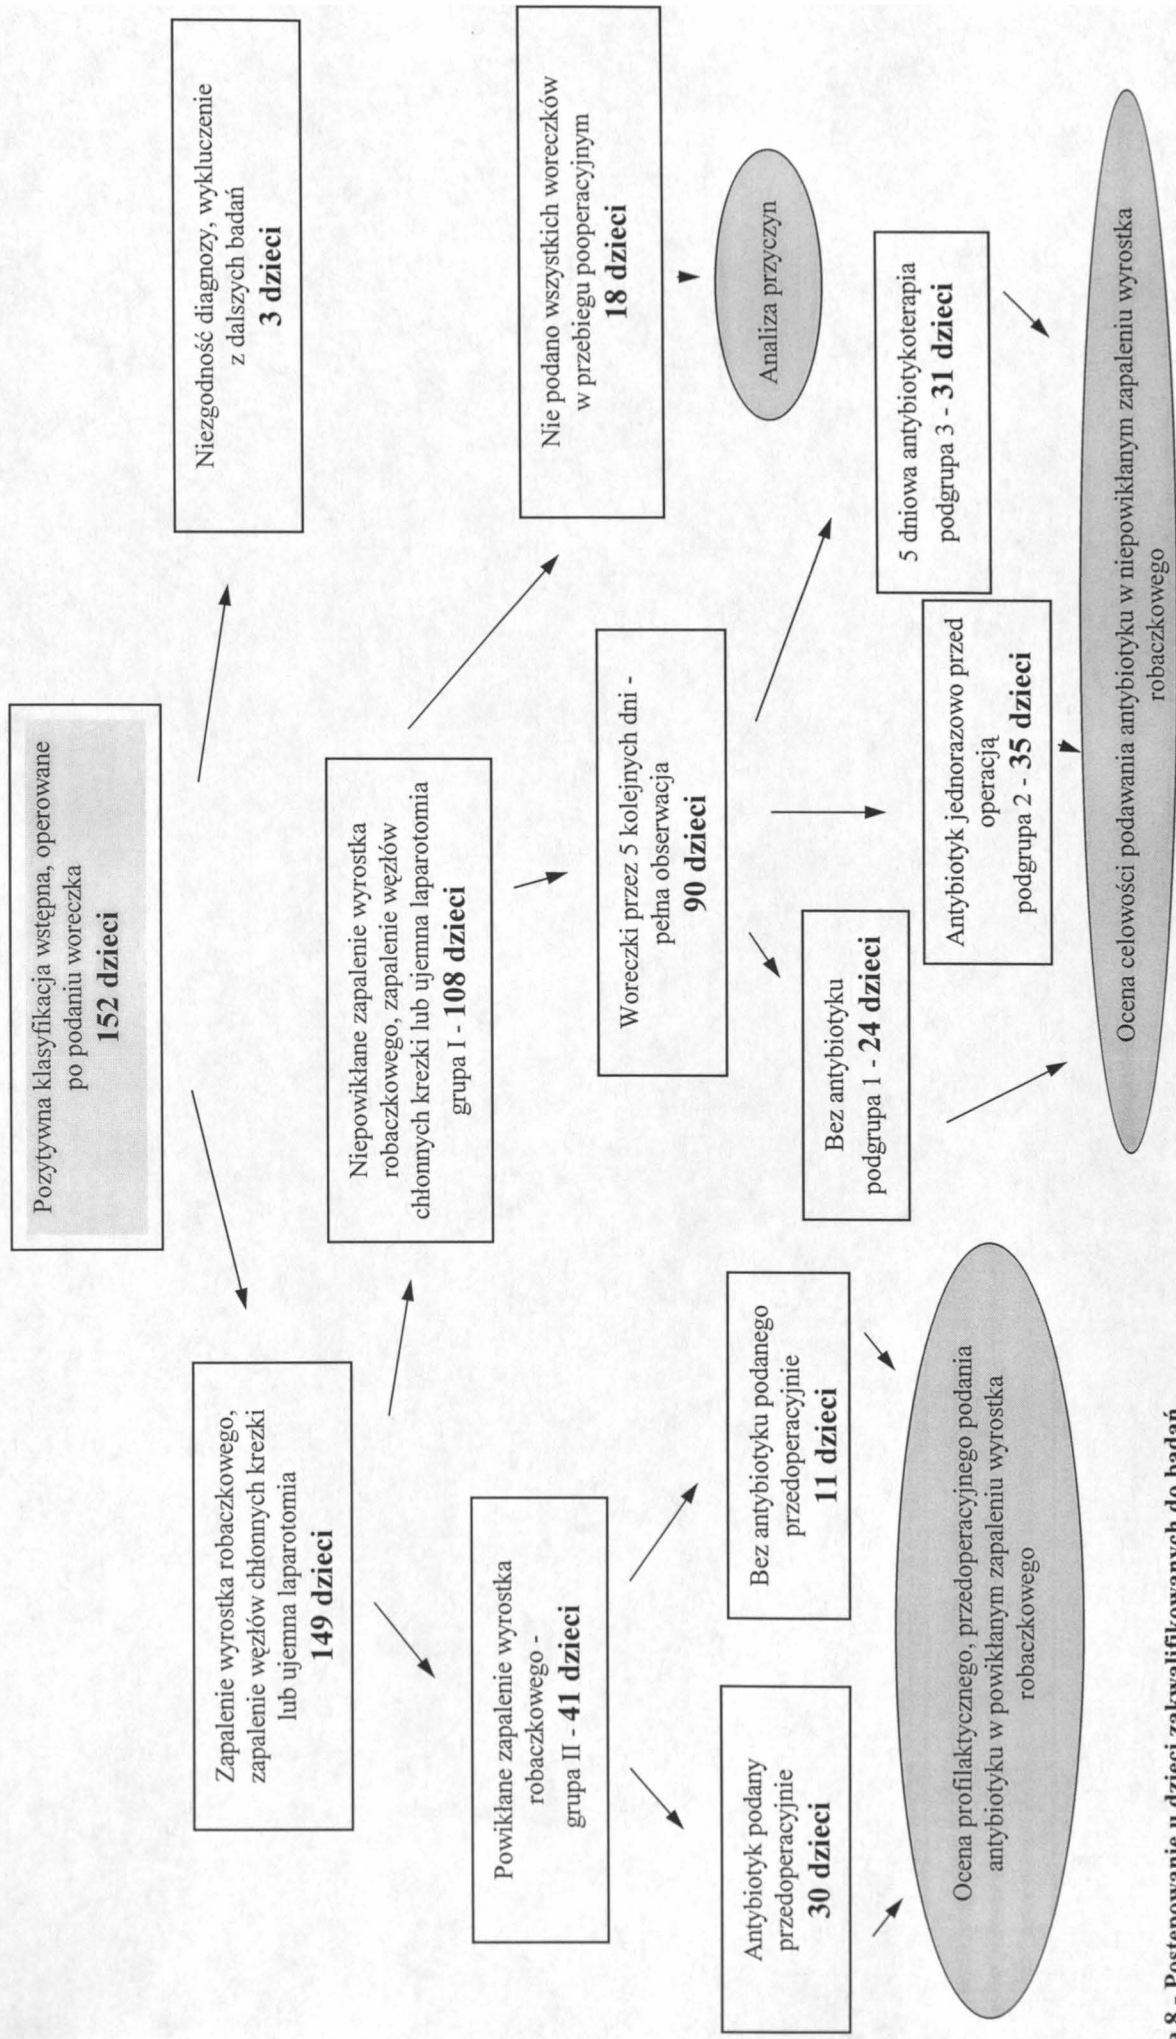 Pozytywna klasyfikacja wstępna, operowane
po podaniu woreczka
152 dzieci
Niezgodność diagnozy, wykluczenie
z dalszych badań
3 dzieci
Zapalenie wyrostka robaczkowego,
zapalenie węzłów chłonnych krezki
lub ujemna laparotomia
149 dzieci
Niepowikłane zapalenie wyrostka
robaczkowego, zapalenie węzłów
chłonnych krezki lub ujemna laparotomia
grupa I - 108 dzieci
Powikłane zapalenie wyrostka
robaczkowego -
grupa II - 41 dzieci
Nie podano wszystkich woreczków
w przebiegu pooperacyjnym
18 dzieci
Analiza przyczyn
Woreczki przez 5 kolejnych dni -
pełna obserwacja
90 dzieci
Antybiotyk podany
przedoperacyjnie
30 dzieci
Bez antybiotyku podanego
przedoperacyjnie
11 dzieci
Bez antybiotyku
podgrupa 1 - 24 dzieci
Antybiotyk jednorazowo przed
operacją
podgrupa 2 - 35 dzieci
5 dniowa antybiotykoterapia
podgrupa 3 - 31 dzieci
Ocena profilaktycznego, przedoperacyjnego podania
antybiotyku w powikłanym zapaleniu wyrostka
robaczkowego
Ocena celowości podawania antybiotyku w niepowikłanym zapaleniu wyrostka
robaczkowego
8 - Postępowanie u dzieci zakwalifikowanych do badań